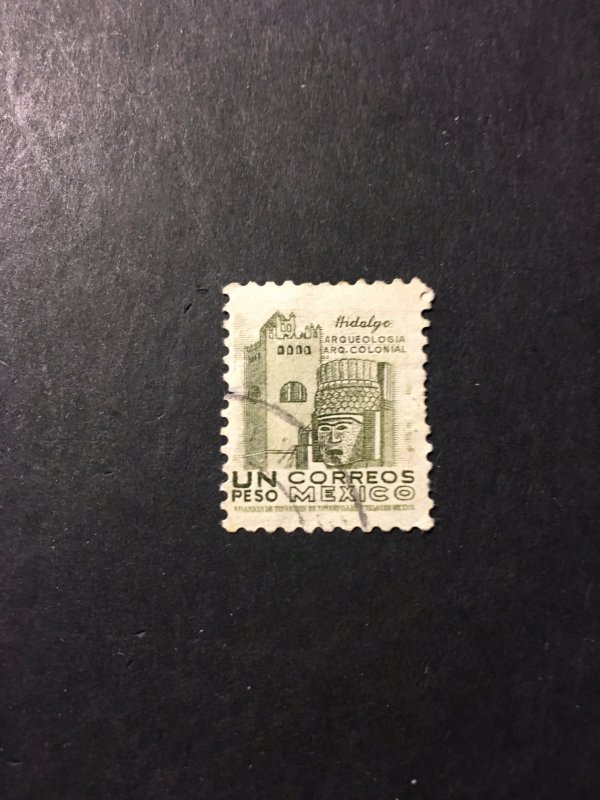 Hidalgo
ARQUEOLOGIA
ARQ. COLONIAL
UN CORREOS
PESO MEXICO